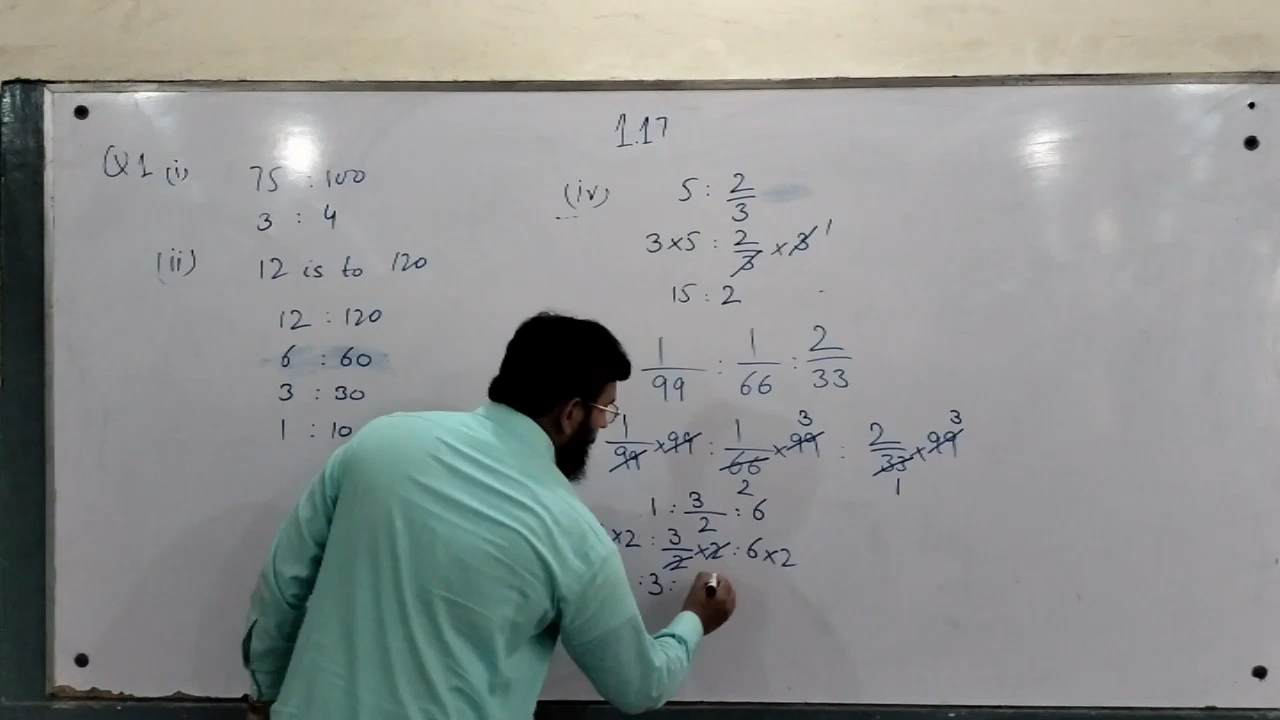 1.17
Q1 (i) 75 : 100
3 : 4
(ii) 12 is to 120
12 : 120
6 : 60
3 : 30
1 : 10
(iv) 5 : 2/3
3×5 : 2/3 ×3 1
15 : 2
1/99 : 1/66 : 2/33
1/99 ×99 : 1/66 ×99 3 2 : 2/33 ×99 3 1
1 : 3/2 : 6
×2 : 3/2 ×2 : 6×2
: 3 :